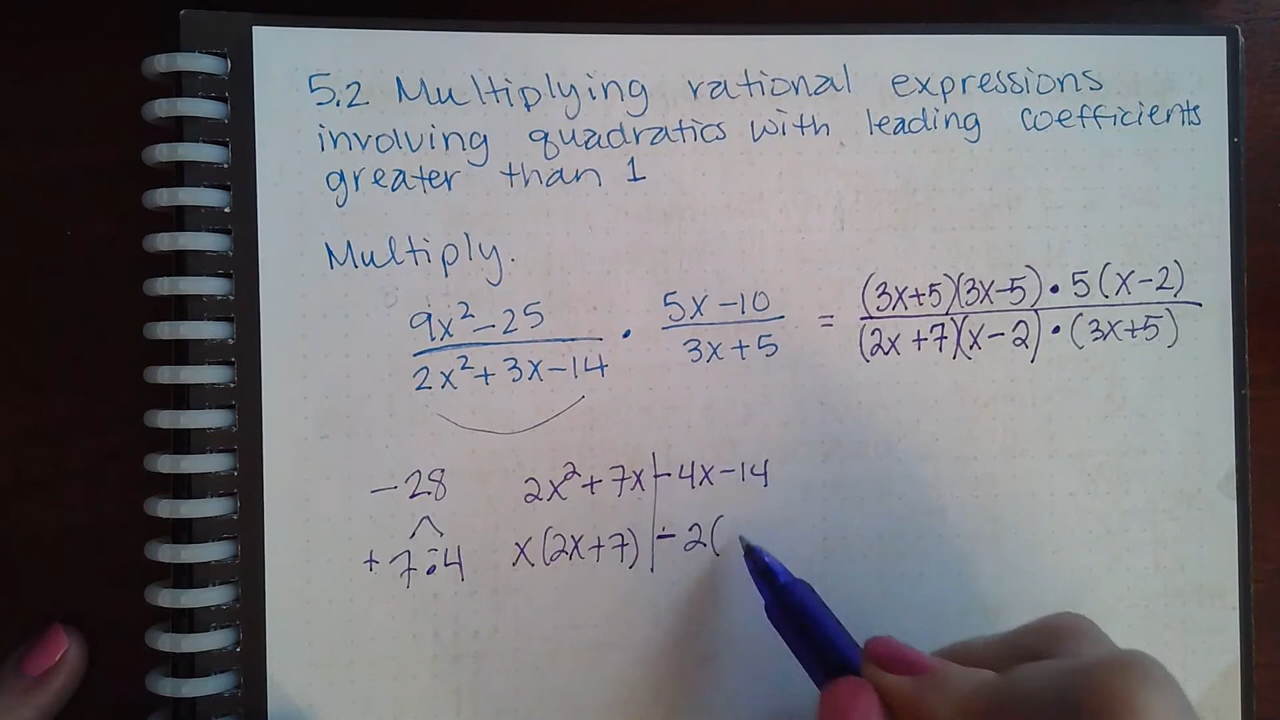 5.2 Multiplying rational expressions
involving quadratics with leading coefficients
greater than 1
Multiply.
9x²-25 / 2x²+3x-14 • 5x-10 / 3x+5 = (3x+5)(3x-5)•5(x-2) / (2x+7)(x-2)•(3x+5)
-28 2x²+7x|-4x-14
+7•-4 x(2x+7)|-2(